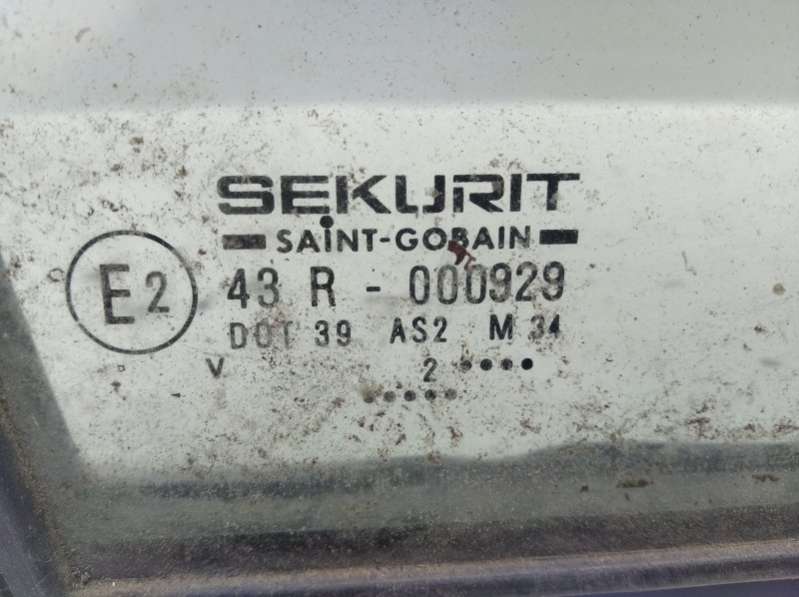 SEKURIT
SAINT-GOBAIN
E2 43 R - 000929
DOT 39 AS2 M 34
V 2 ••••
•••••